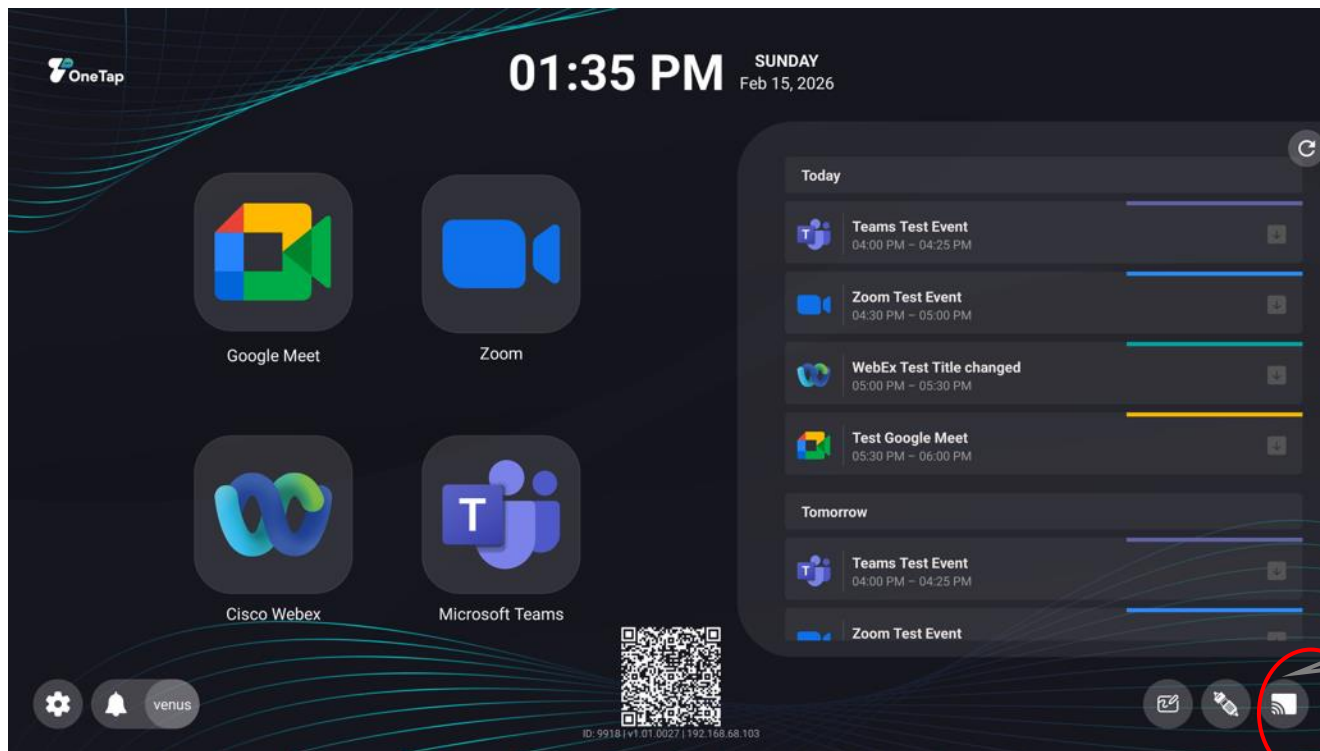 OneTap
01:35 PM
SUNDAY
Feb 15, 2026
Google Meet
Zoom
Cisco Webex
T
Microsoft Teams
Today
T
Teams Test Event
04:00 PM – 04:25 PM
Zoom Test Event
04:30 PM – 05:00 PM
WebEx Test Title changed
05:00 PM – 05:30 PM
Test Google Meet
05:30 PM – 06:00 PM
Tomorrow
T
Teams Test Event
04:00 PM – 04:25 PM
Zoom Test Event
venus
ID: 9918 | v1.01.0027 | 192.168.68.103